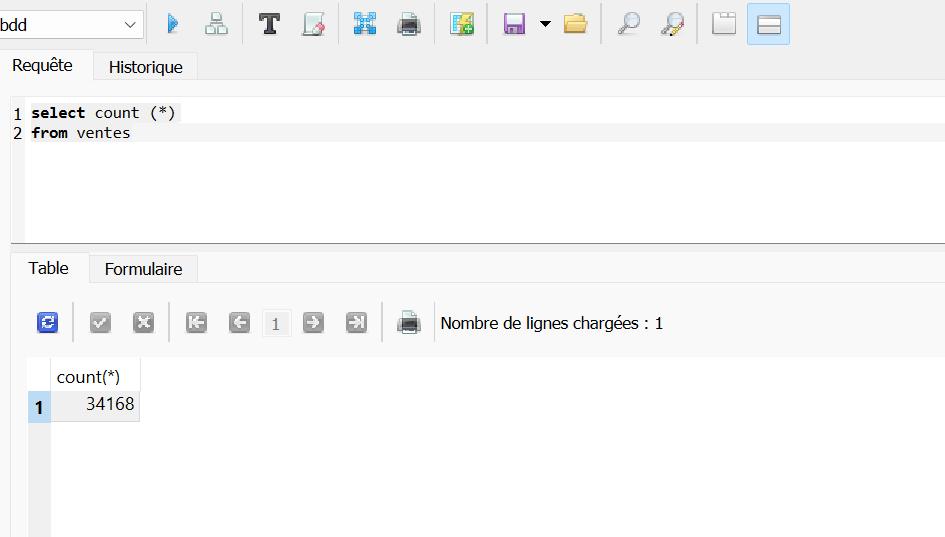 bdd
Requête
Historique
1 select count (*)
2 from ventes
Table
Formulaire
1
Nombre de lignes chargées : 1
count(*)
1 34168